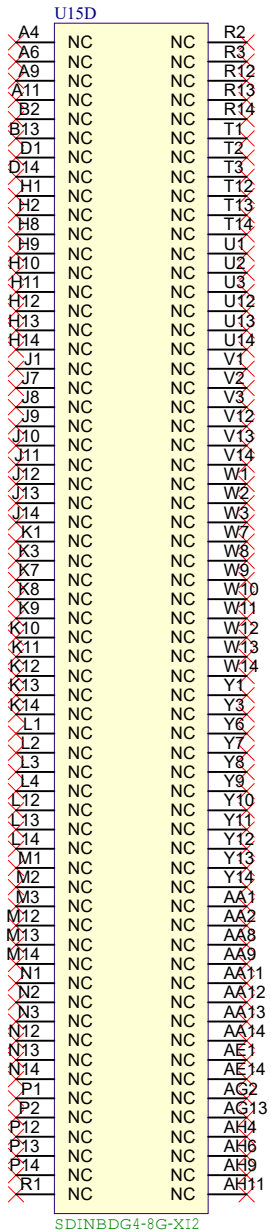 U15D
A4 NC NC R2
A6 NC NC R3
A9 NC NC R12
A11 NC NC R13
B2 NC NC R14
B13 NC NC T1
D1 NC NC T2
D14 NC NC T3
H1 NC NC T12
H2 NC NC T13
H8 NC NC T14
H9 NC NC U1
H10 NC NC U2
H11 NC NC U3
H12 NC NC U12
H13 NC NC U13
H14 NC NC U14
J1 NC NC V1
J7 NC NC V2
J8 NC NC V3
J9 NC NC V12
J10 NC NC V13
J11 NC NC V14
J12 NC NC W1
J13 NC NC W2
J14 NC NC W3
K1 NC NC W7
K3 NC NC W8
K7 NC NC W9
K8 NC NC W10
K9 NC NC W11
K10 NC NC W12
K11 NC NC W13
K12 NC NC W14
K13 NC NC Y1
K14 NC NC Y3
L1 NC NC Y6
L2 NC NC Y7
L3 NC NC Y8
L4 NC NC Y9
L12 NC NC Y10
L13 NC NC Y11
L14 NC NC Y12
M1 NC NC Y13
M2 NC NC Y14
M3 NC NC AA1
M12 NC NC AA2
M13 NC NC AA8
M14 NC NC AA9
N1 NC NC AA11
N2 NC NC AA12
N3 NC NC AA13
N12 NC NC AA14
N13 NC NC AE1
N14 NC NC AE14
P1 NC NC AG2
P2 NC NC AG13
P12 NC NC AH4
P13 NC NC AH6
P14 NC NC AH9
R1 NC NC AH11
SDINBDG4-8G-XI2